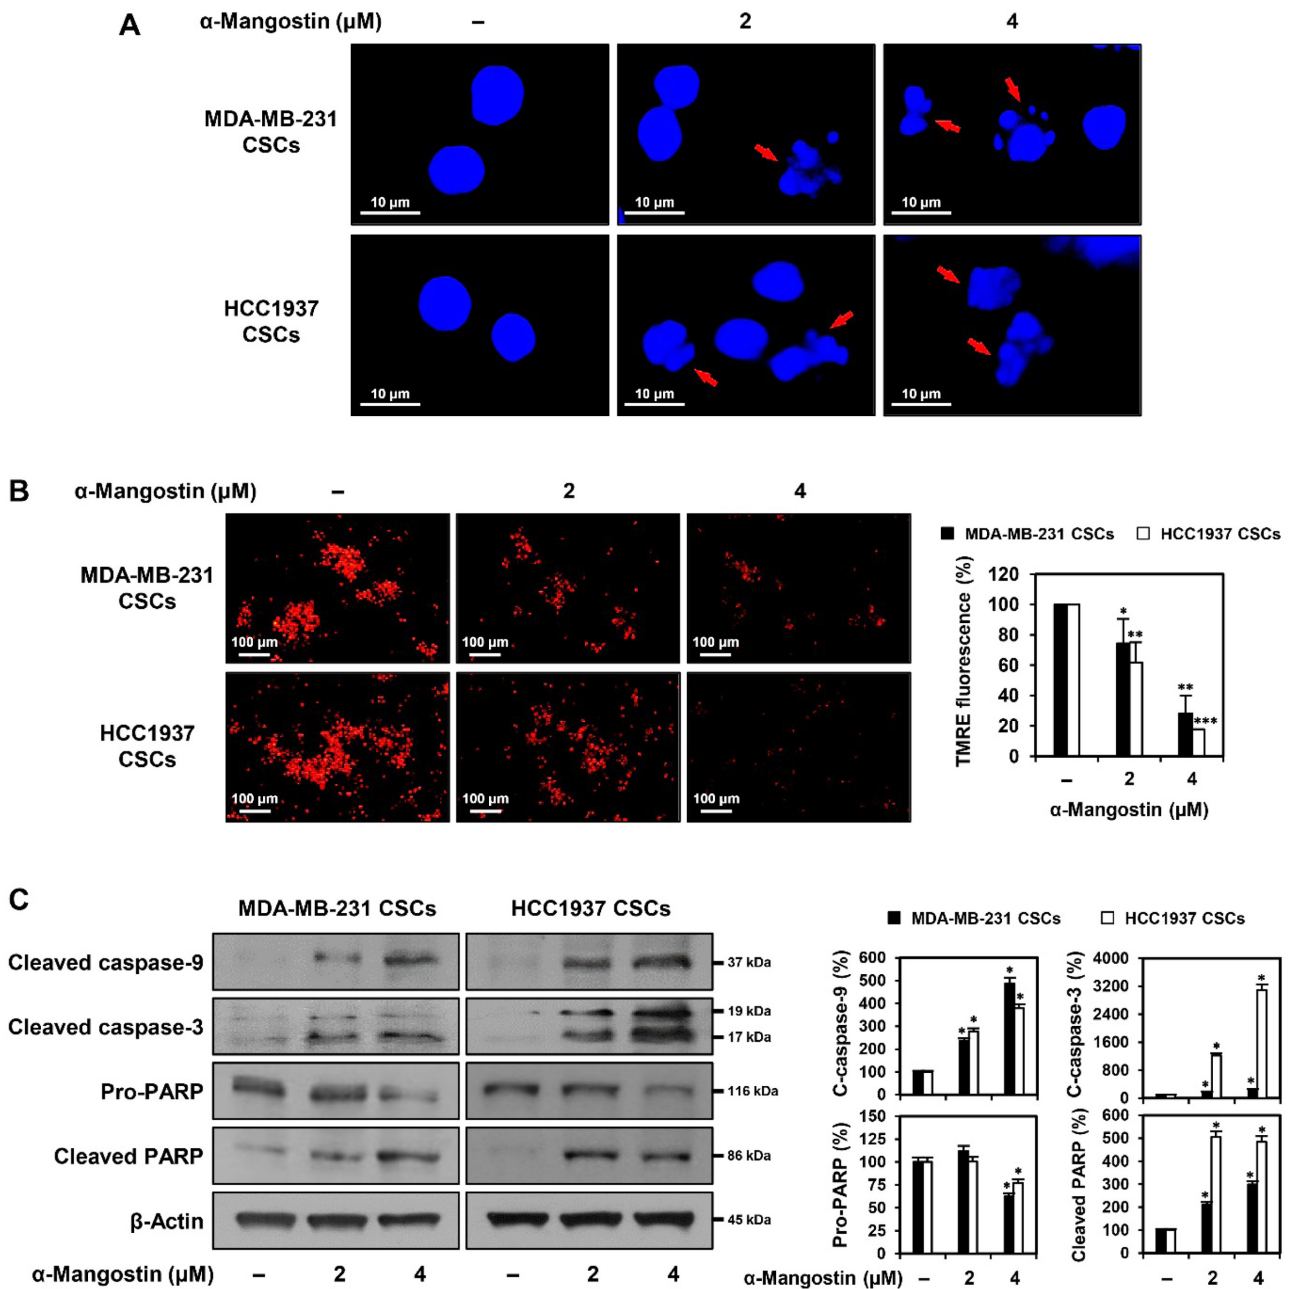 A
α-Mangostin (µM) – 2 4
MDA-MB-231
CSCs
10 µm 10 µm 10 µm
HCC1937
CSCs
10 µm 10 µm 10 µm
B
α-Mangostin (µM) – 2 4
MDA-MB-231
CSCs
100 µm 100 µm 100 µm
HCC1937
CSCs
100 µm 100 µm 100 µm
MDA-MB-231 CSCs HCC1937 CSCs
TMRE fluorescence (%)
120
100
80
60
40
20
0
* ** ** ***
– 2 4
α-Mangostin (µM)
C
MDA-MB-231 CSCs HCC1937 CSCs
Cleaved caspase-9 37 kDa
Cleaved caspase-3 19 kDa
17 kDa
Pro-PARP 116 kDa
Cleaved PARP 86 kDa
β-Actin 45 kDa
α-Mangostin (µM) – 2 4 – 2 4
MDA-MB-231 CSCs HCC1937 CSCs
C-caspase-9 (%)
600
500
400
300
200
100
0
* * * *
C-caspase-3 (%)
4000
3200
2400
1600
800
0
* * * *
Pro-PARP (%)
150
125
100
75
50
25
0
* *
Cleaved PARP (%)
600
500
400
300
200
100
0
* * * *
α-Mangostin (µM) – 2 4 – 2 4